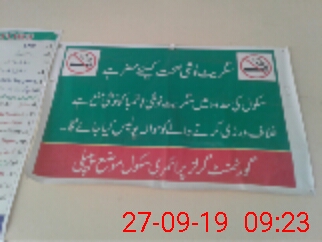 سگریٹ نوشی صحت کیلئے مضر ہے
سکول کی حدود میں سگریٹ نوشی و تمباکو نوشی منع ہے
خلاف ورزی کرنے والے کو حوالہ پولیس کیا جائے گا۔
گورنمنٹ گرلز پرائمری سکول موضع پپلی
27-09-19 09:23